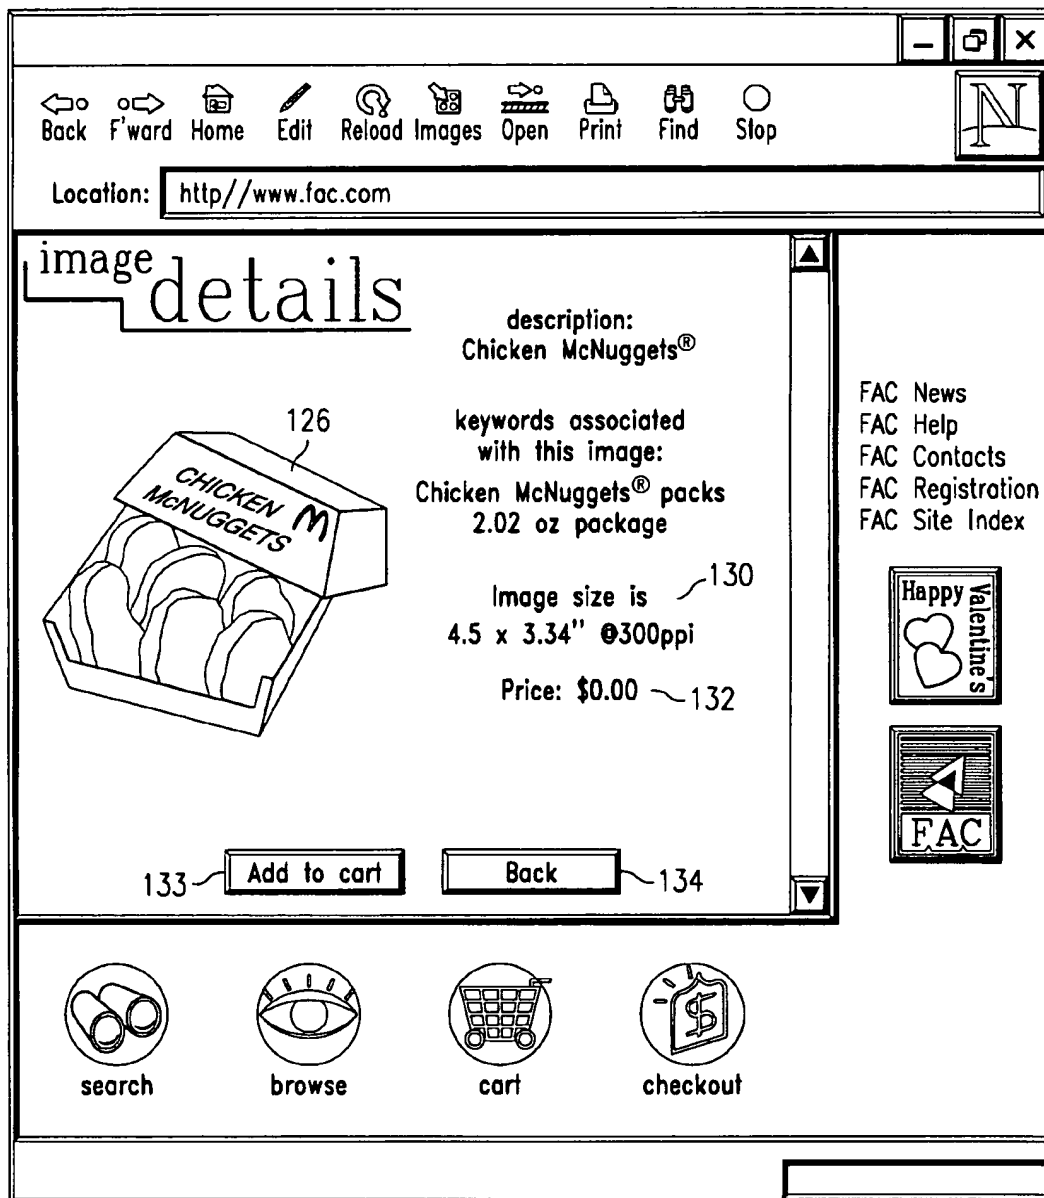 Back F'ward Home Edit Reload Images Open Print Find Stop
N
Location: http//www.fac.com
image
details
description:
Chicken McNuggets®
keywords associated
with this image:
Chicken McNuggets® packs
2.02 oz package
Image size is
130
4.5 x 3.34" @300ppi
Price: $0.00
132
126
CHICKEN
McNUGGETS
M
133
Add to cart
Back
134
FAC News
FAC Help
FAC Contacts
FAC Registration
FAC Site Index
Happy
Valentine's
FAC
search
browse
cart
$
checkout